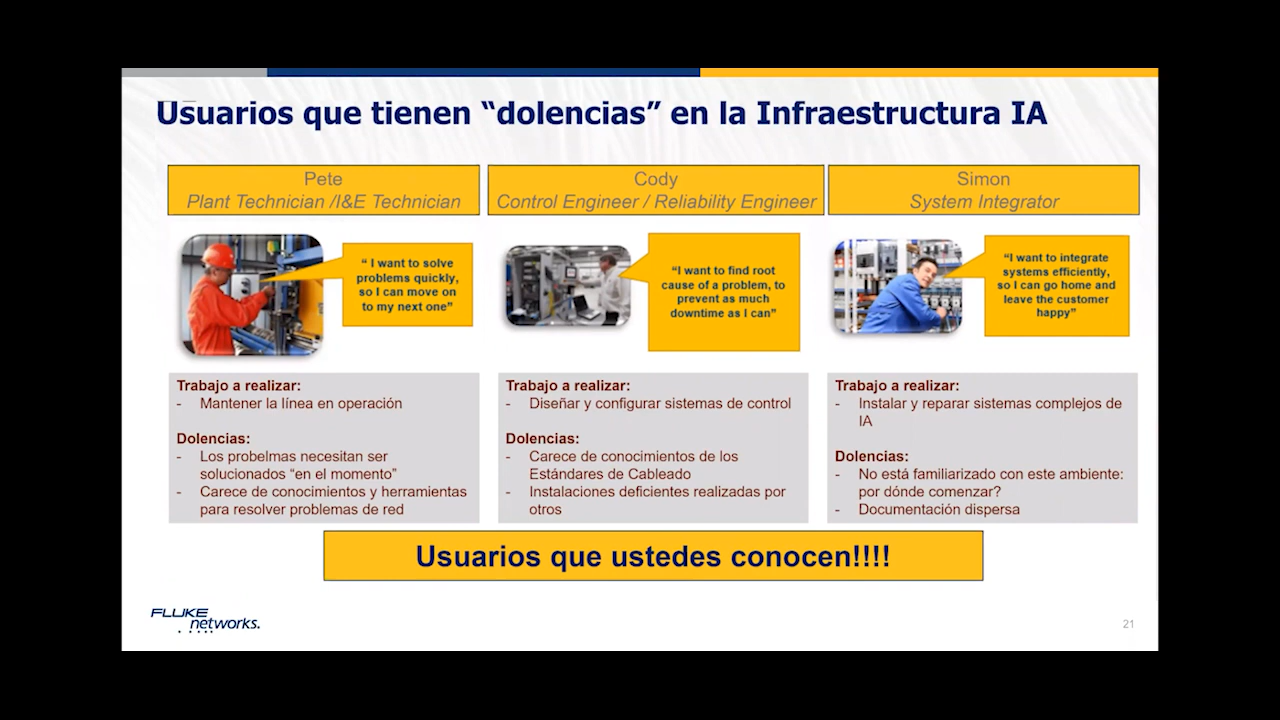 Usuarios que tienen “dolencias” en la Infraestructura IA
Pete
Plant Technician /I&E Technician
“ I want to solve
problems quickly,
so I can move on
to my next one”
Trabajo a realizar:
- Mantener la línea en operación
Dolencias:
- Los probelmas necesitan ser
solucionados “en el momento”
- Carece de conocimientos y herramientas
para resolver problemas de red
Cody
Control Engineer / Reliability Engineer
“I want to find root
cause of a problem, to
prevent as much
downtime as I can”
Trabajo a realizar:
- Diseñar y configurar sistemas de control
Dolencias:
- Carece de conocimientos de los
Estándares de Cableado
- Instalaciones deficientes realizadas por
otros
Simon
System Integrator
“I want to integrate
systems efficiently,
so I can go home and
leave the customer
happy”
Trabajo a realizar:
- Instalar y reparar sistemas complejos de
IA
Dolencias:
- No está familiarizado con este ambiente:
por dónde comenzar?
- Documentación dispersa
Usuarios que ustedes conocen!!!!
FLUKE
networks.
21